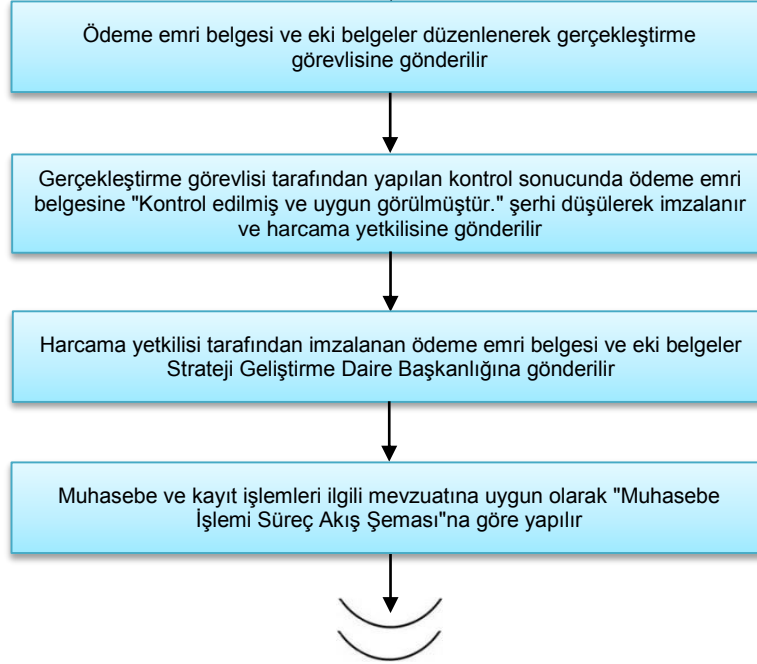 Ödeme emri belgesi ve eki belgeler düzenlenerek gerçekleştirme
görevlisine gönderilir
Gerçekleştirme görevlisi tarafından yapılan kontrol sonucunda ödeme emri
belgesine "Kontrol edilmiş ve uygun görülmüştür." şerhi düşülerek imzalanır
ve harcama yetkilisine gönderilir
Harcama yetkilisi tarafından imzalanan ödeme emri belgesi ve eki belgeler
Strateji Geliştirme Daire Başkanlığına gönderilir
Muhasebe ve kayıt işlemleri ilgili mevzuatına uygun olarak "Muhasebe
İşlemi Süreç Akış Şeması"na göre yapılır